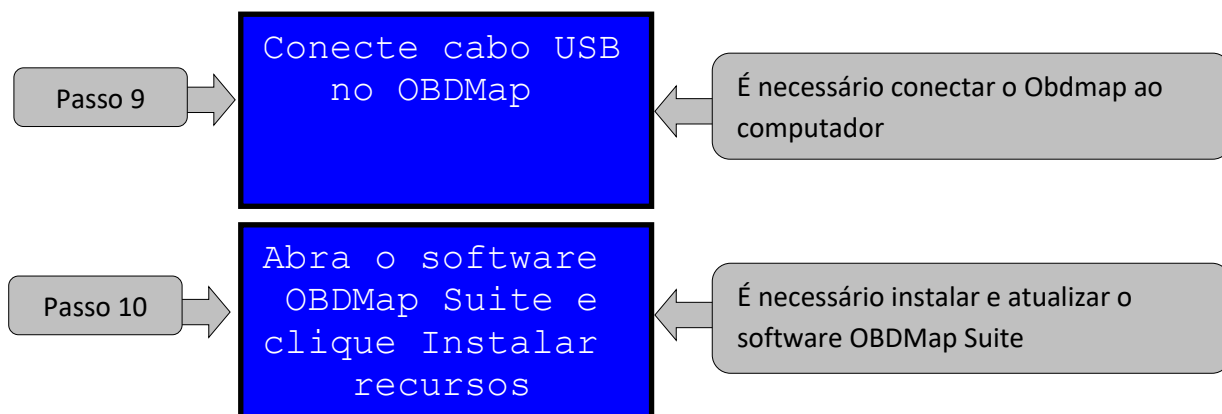 Passo 9
Conecte cabo USB
no OBDMap
É necessário conectar o Obdmap ao
computador
Passo 10
Abra o software
OBDMap Suite e
clique Instalar
recursos
É necessário instalar e atualizar o
software OBDMap Suite